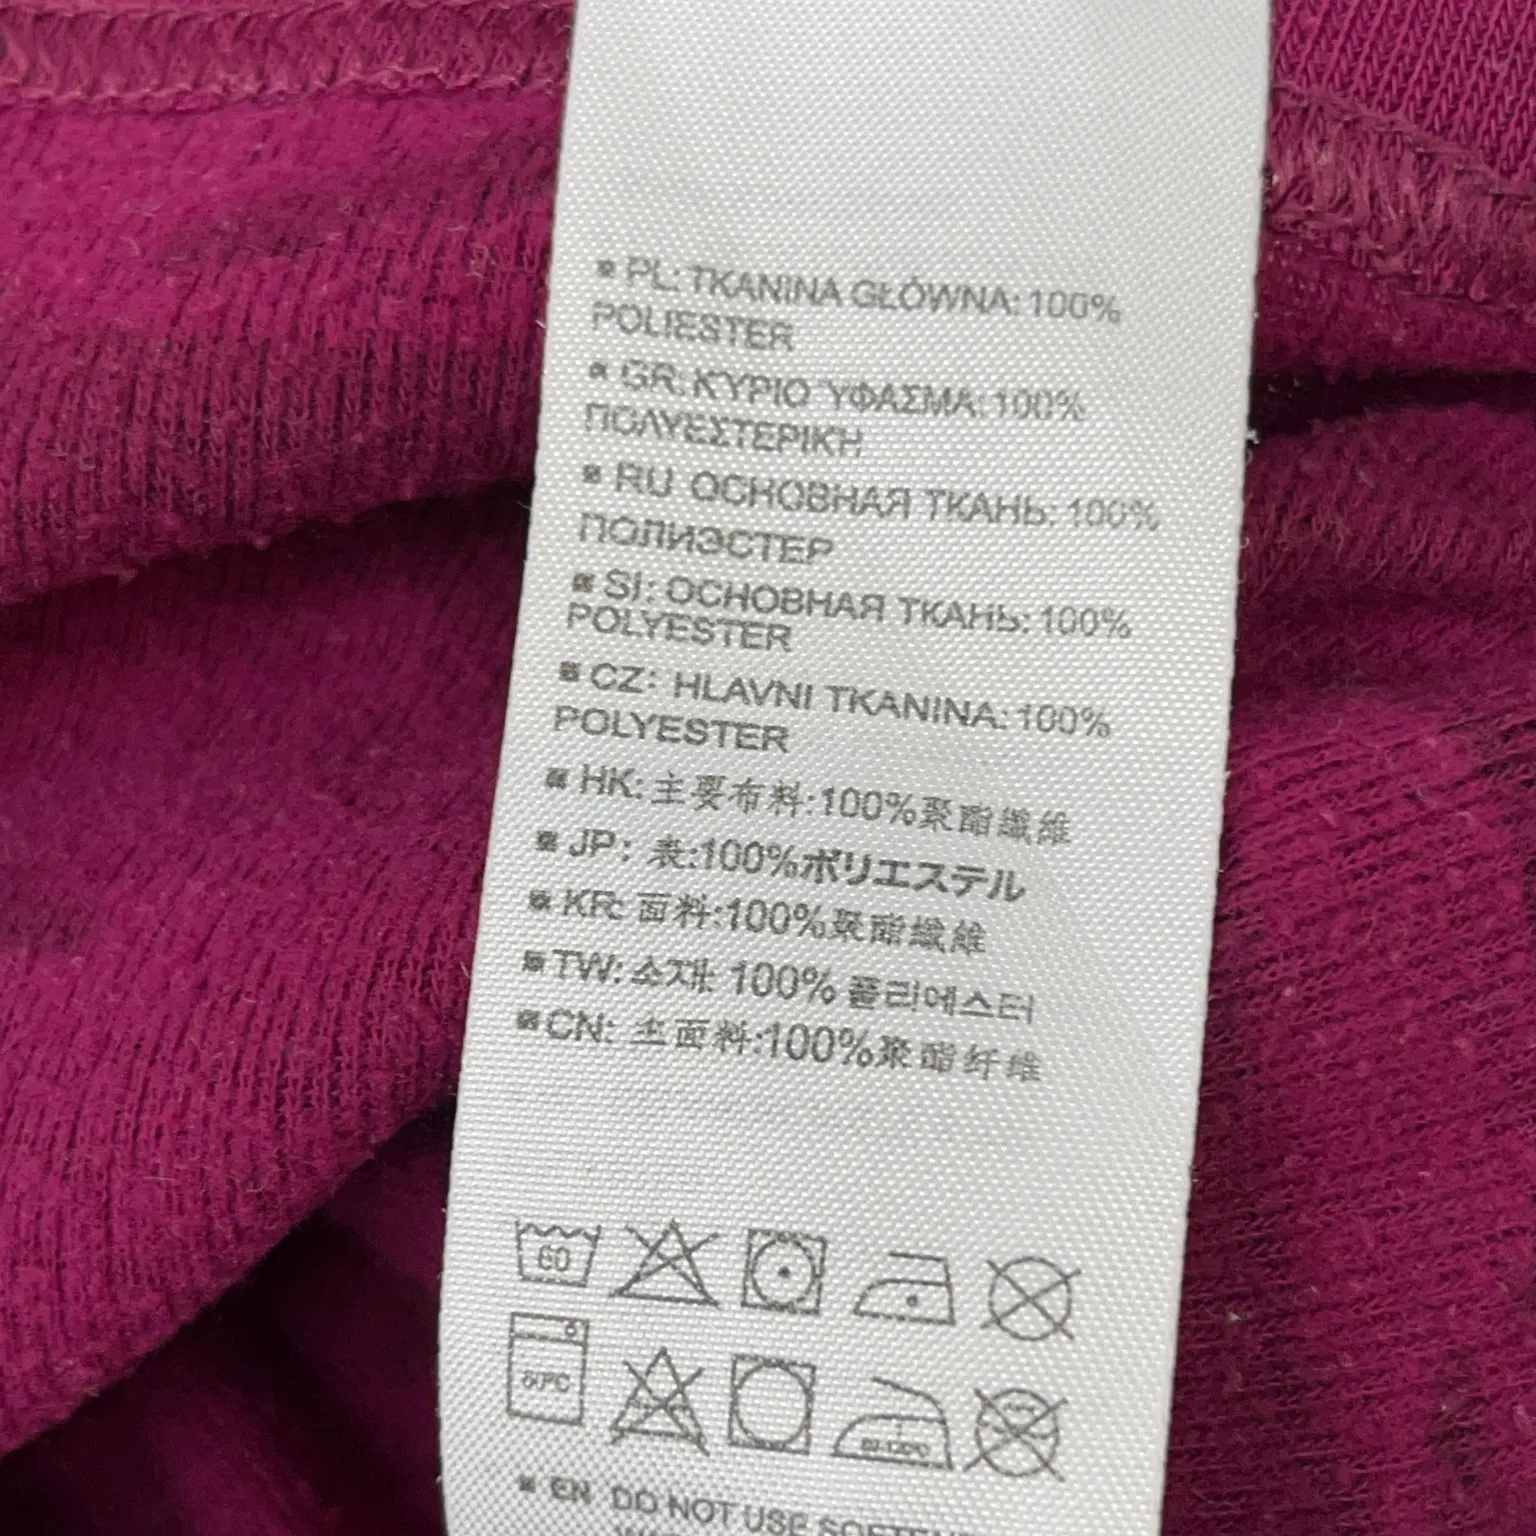 PL: TKANINA GŁÓWNA: 100%
POLIESTER
GR: ΚΥΡΙΟ ΥΦΑΣΜΑ: 100%
ΠΟΛΥΕΣΤΕΡΙΚΗ
RU ОСНОВНАЯ ТКАНЬ: 100%
ПОЛИЭСТЕР
SI: ОСНОВНАЯ ТКАНЬ: 100%
POLYESTER
CZ: HLAVNI TKANINA: 100%
POLYESTER
HK: 主要布料:100%聚酯纖維
JP: 表:100%ポリエステル
KR: 面料:100%聚酯纖維
TW: 소재: 100% 폴리에스터
CN: 主面料:100%聚酯纤维
60
60°C
EN DO NOT USE